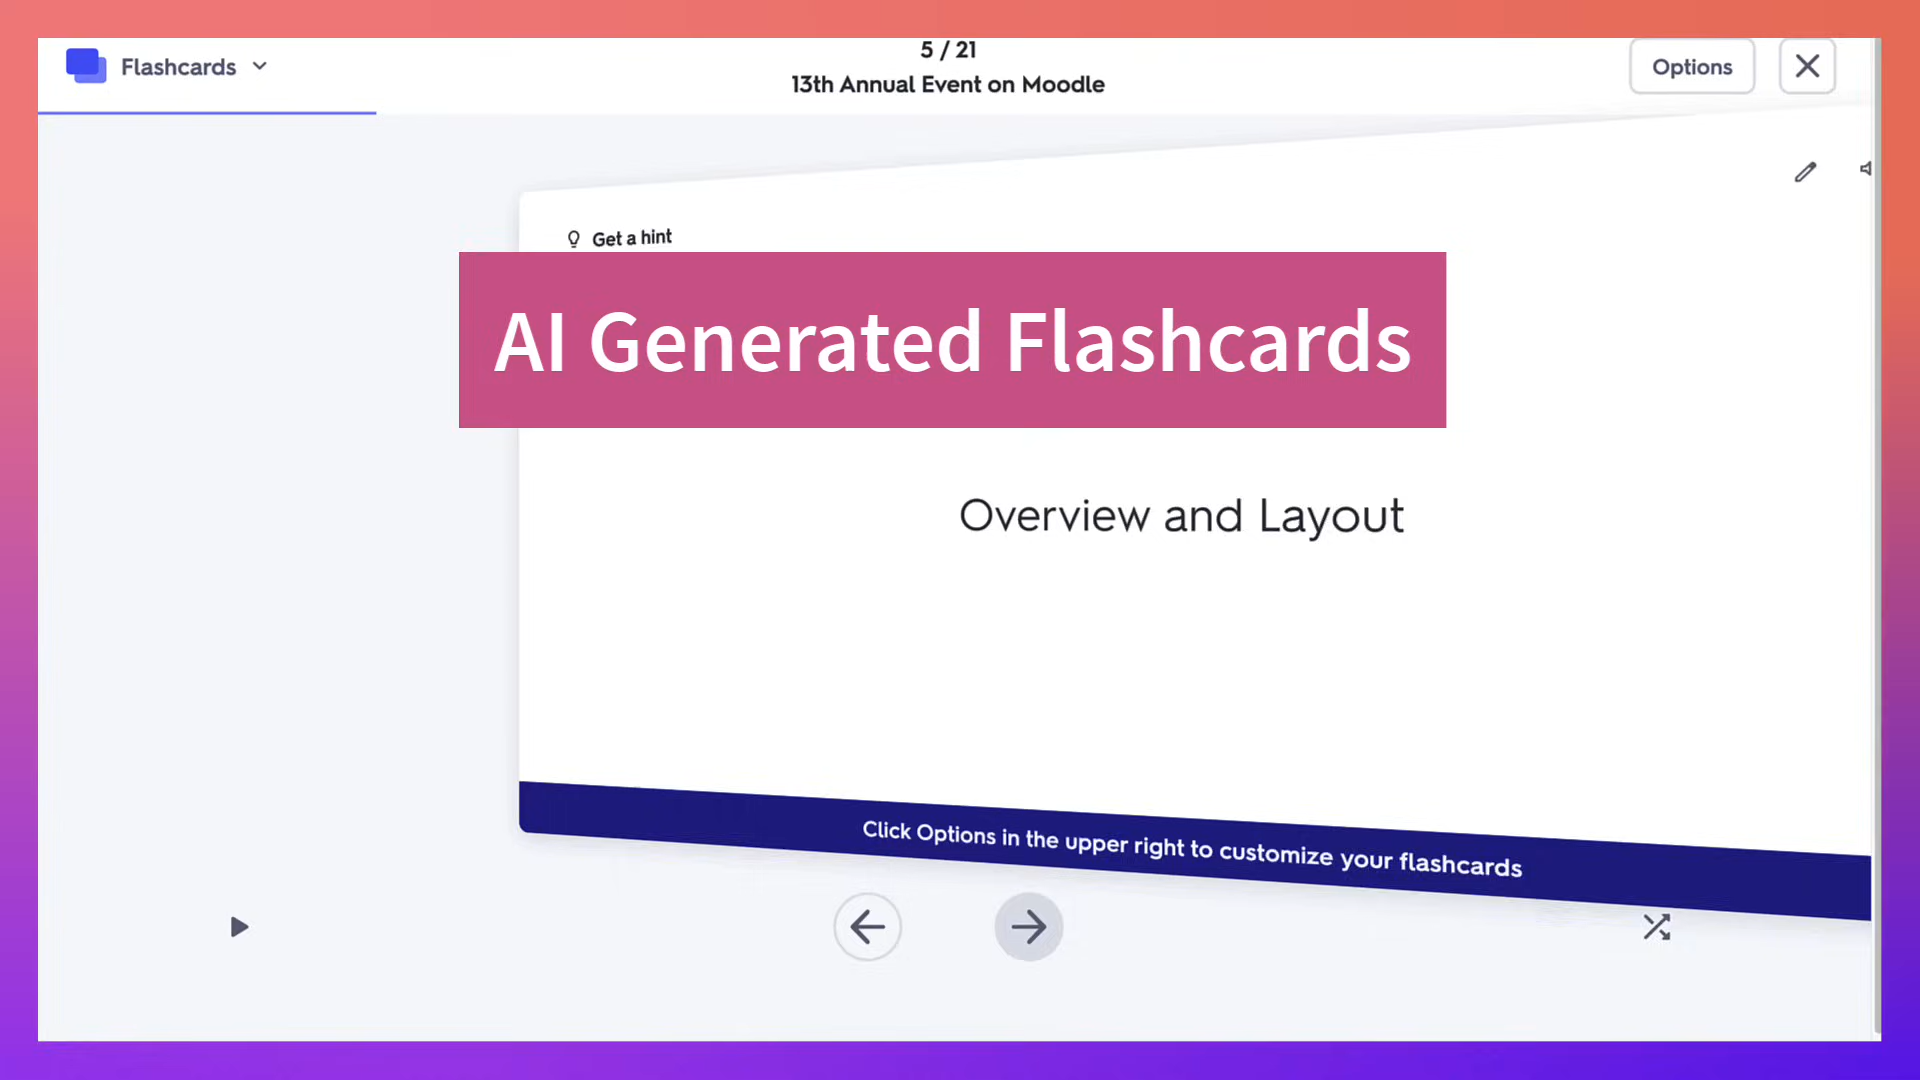 Flashcards
5 / 21
13th Annual Event on Moodle
Options
Get a hint
AI Generated Flashcards
Overview and Layout
Click Options in the upper right to customize your flashcards